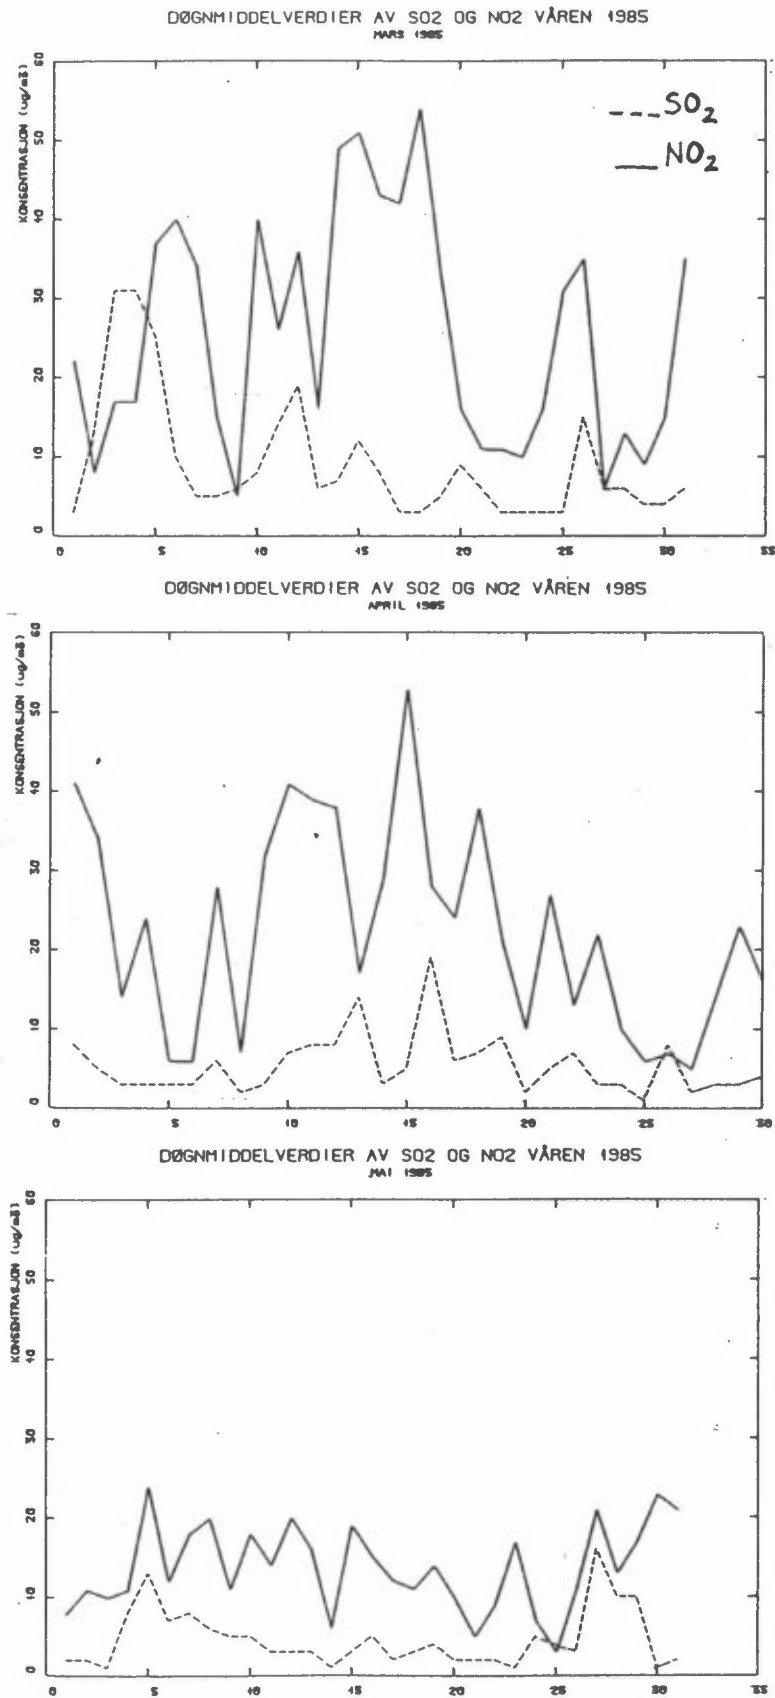 DØGNMIDDELVERDIER AV SO2 OG NO2 VÅREN 1985
MARS 1985
KONSENTRASJON (ug/m3)
60
50
40
30
20
10
0
SO2
NO2
0 5 10 15 20 25 30 35
DØGNMIDDELVERDIER AV SO2 OG NO2 VÅREN 1985
APRIL 1985
KONSENTRASJON (ug/m3)
60
50
40
30
20
10
0
0 5 10 15 20 25 30
DØGNMIDDELVERDIER AV SO2 OG NO2 VÅREN 1985
MAI 1985
KONSENTRASJON (ug/m3)
60
50
40
30
20
10
0
0 5 10 15 20 25 30 35